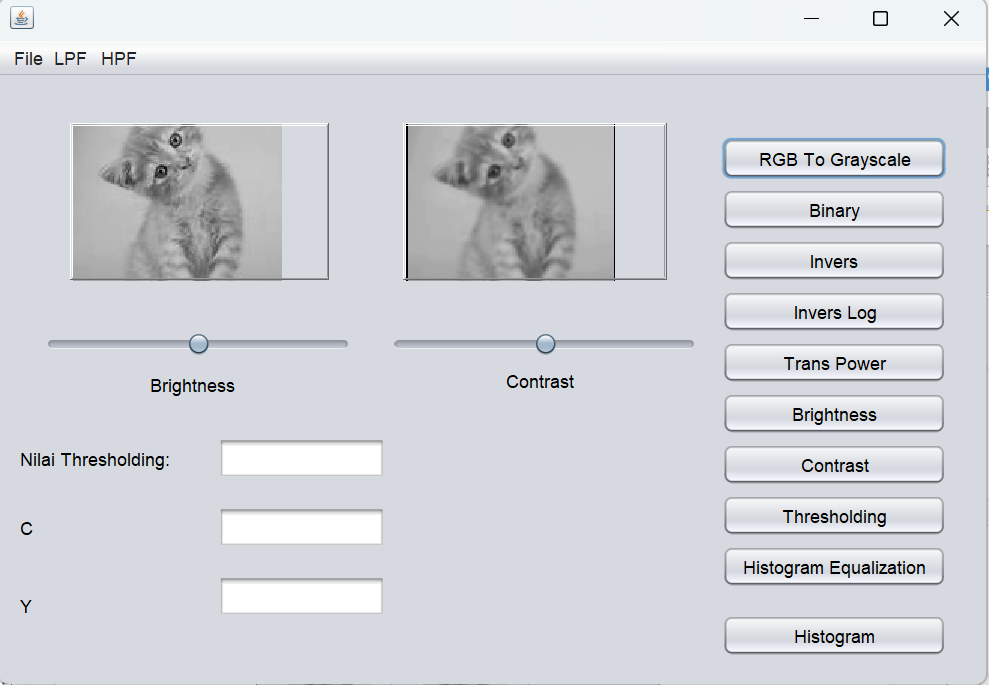 File LPF HPF
RGB To Grayscale
Binary
Invers
Invers Log
Trans Power
Brightness
Contrast
Thresholding
Histogram Equalization
Histogram
Brightness
Contrast
Nilai Thresholding:
C
Y